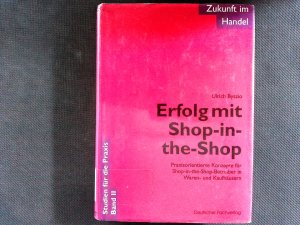 Zukunft im
Handel
Ulrich
Erfolg mit
Shop-in-
the-Shop
Praxisorientierte Konzepte für
Shop-in-the-Shop-Betreiber in
Waren- und Kaufhäusern
Deutscher Fachverlag
Studien für die Praxis
Band II